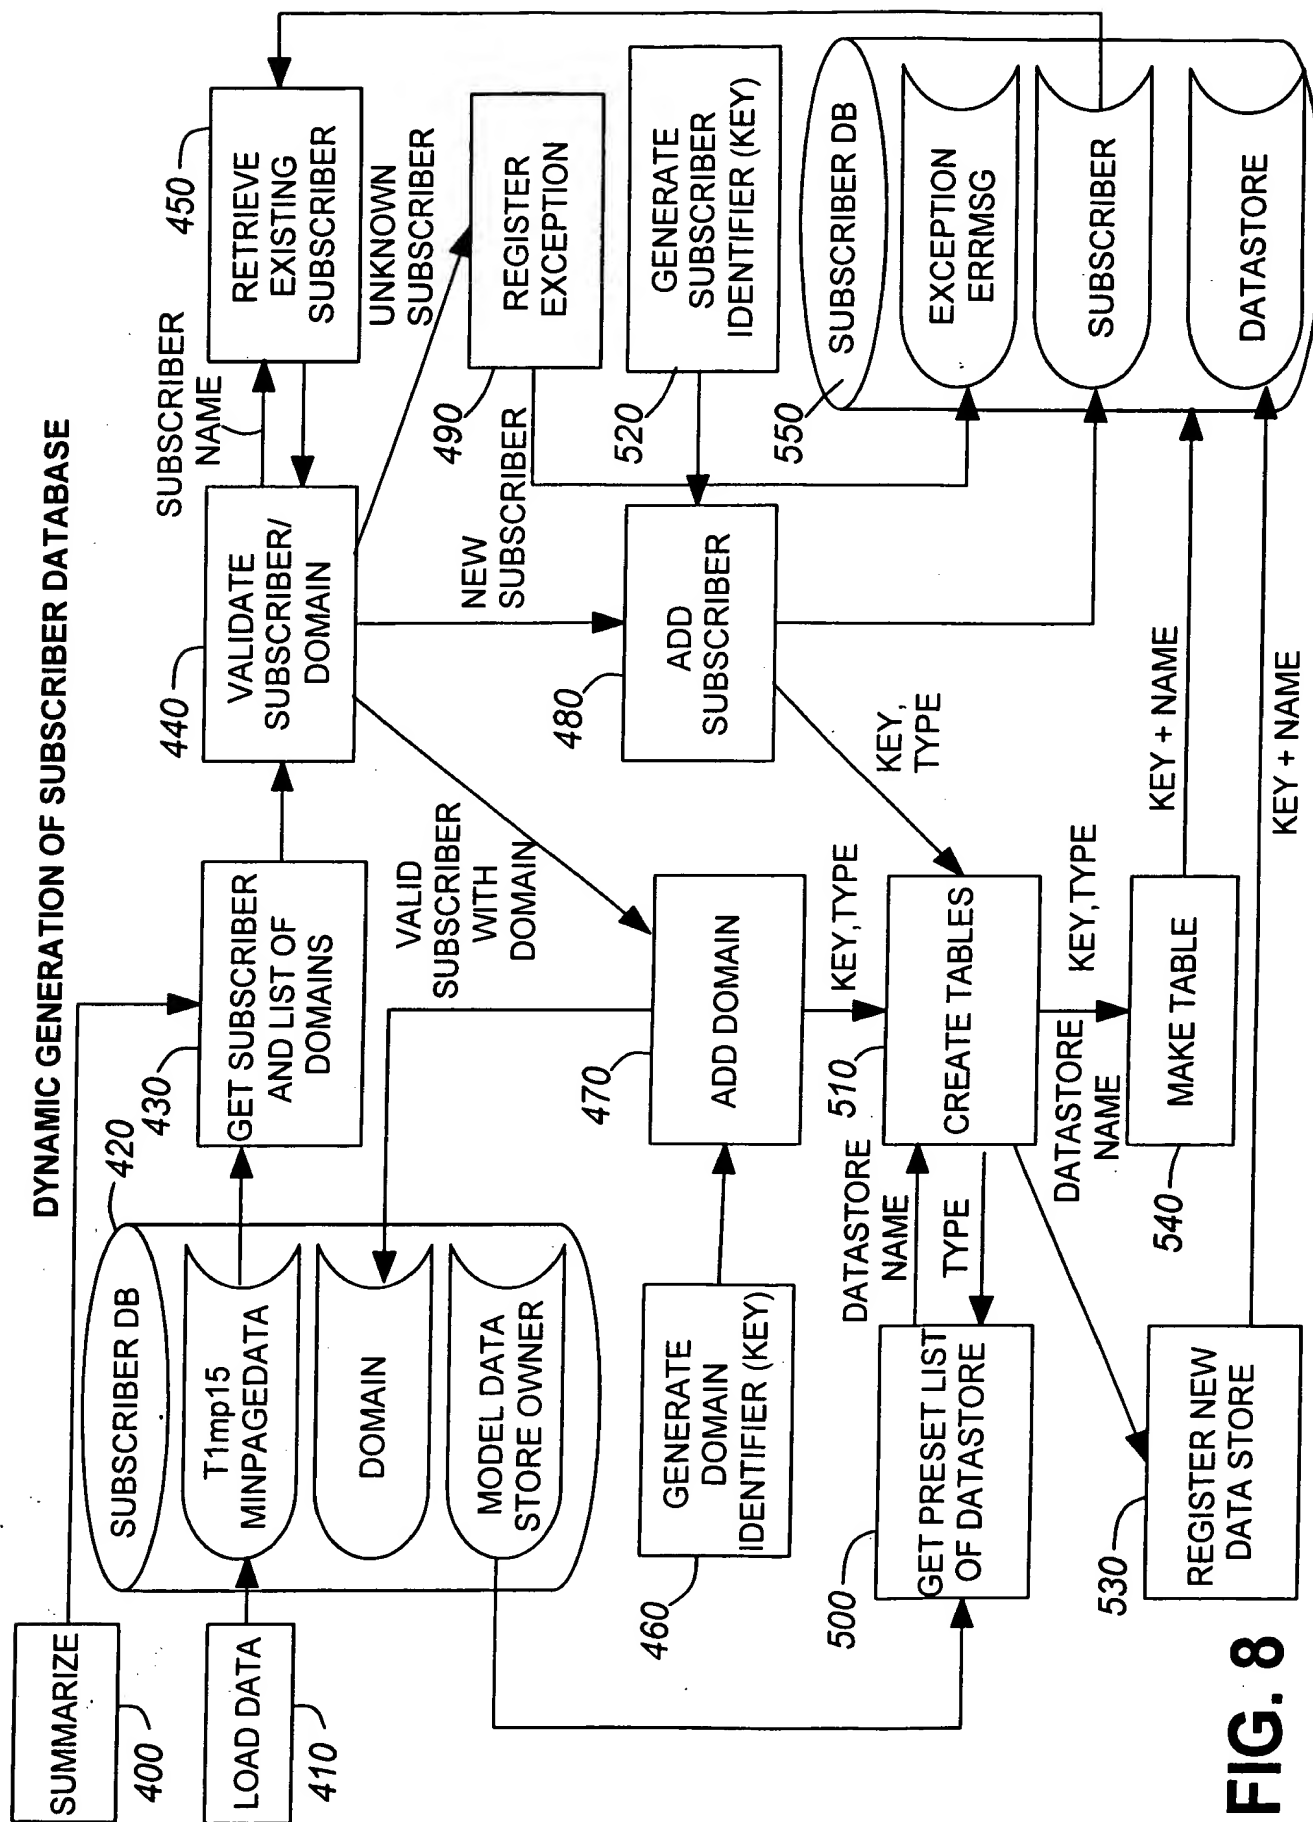 DYNAMIC GENERATION OF SUBSCRIBER DATABASE
SUMMARIZE
400
LOAD DATA
410
420
SUBSCRIBER DB
T1mp15
MINPAGEDATA
DOMAIN
MODEL DATA
STORE OWNER
430
GET SUBSCRIBER
AND LIST OF
DOMAINS
440
VALIDATE
SUBSCRIBER/
DOMAIN
SUBSCRIBER
NAME
450
RETRIEVE
EXISTING
SUBSCRIBER
UNKNOWN
SUBSCRIBER
VALID
SUBSCRIBER
WITH
DOMAIN
NEW
SUBSCRIBER
490
REGISTER
EXCEPTION
460
GENERATE
DOMAIN
IDENTIFIER (KEY)
470
ADD DOMAIN
480
ADD
SUBSCRIBER
520
GENERATE
SUBSCRIBER
IDENTIFIER (KEY)
KEY,TYPE
KEY,
TYPE
500
GET PRESET LIST
OF DATASTORE
DATASTORE
NAME
TYPE
510
CREATE TABLES
550
SUBSCRIBER DB
EXCEPTION
ERRMSG
SUBSCRIBER
DATASTORE
DATASTORE
NAME
KEY,TYPE
530
REGISTER NEW
DATA STORE
540
MAKE TABLE
KEY + NAME
KEY + NAME
FIG. 8